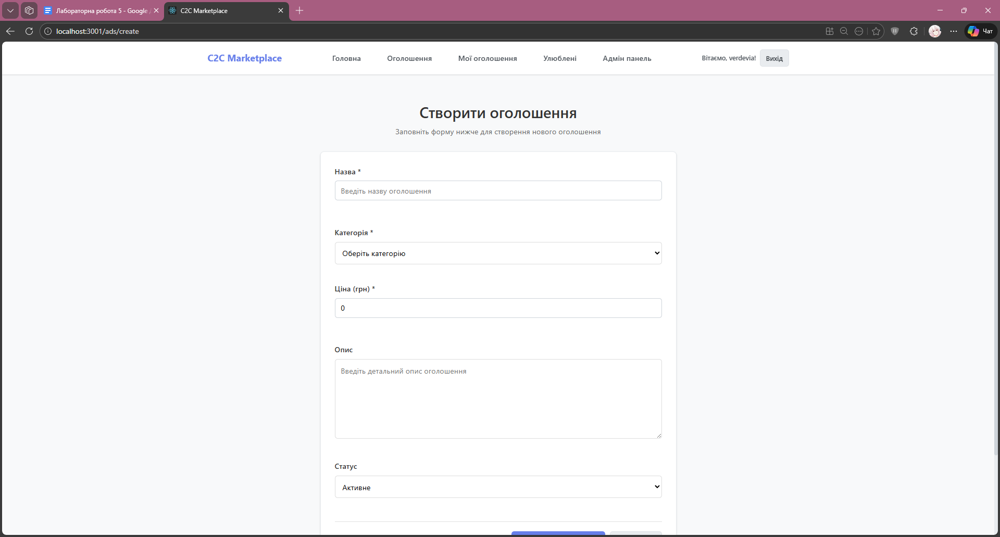 Лабораторна робота 5 - Google
C2C Marketplace
localhost:3001/ads/create
Чат
C2C Marketplace
Головна
Оголошення
Мої оголошення
Улюблені
Адмін панель
Вітаємо, verdevia!
Вихід
Створити оголошення
Заповніть форму нижче для створення нового оголошення
Назва *
Введіть назву оголошення
Категорія *
Оберіть категорію
Ціна (грн) *
0
Опис
Введіть детальний опис оголошення
Статус
Активне